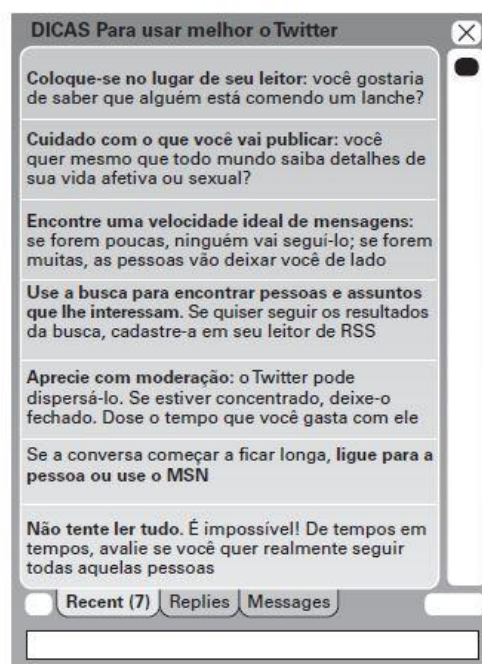 DICAS Para usar melhor o Twitter
Coloque-se no lugar de seu leitor: você gostaria
de saber que alguém está comendo um lanche?
Cuidado com o que você vai publicar: você
quer mesmo que todo mundo saiba detalhes de
sua vida afetiva ou sexual?
Encontre uma velocidade ideal de mensagens:
se forem poucas, ninguém vai seguí-lo; se forem
muitas, as pessoas vão deixar você de lado
Use a busca para encontrar pessoas e assuntos
que lhe interessam. Se quiser seguir os resultados
da busca, cadastre-a em seu leitor de RSS
Aprecie com moderação: o Twitter pode
dispersá-lo. Se estiver concentrado, deixe-o
fechado. Dose o tempo que você gasta com ele
Se a conversa começar a ficar longa, ligue para a
pessoa ou use o MSN
Não tente ler tudo. É impossível! De tempos em
tempos, avalie se você quer realmente seguir
todas aquelas pessoas
Recent (7) Replies Messages